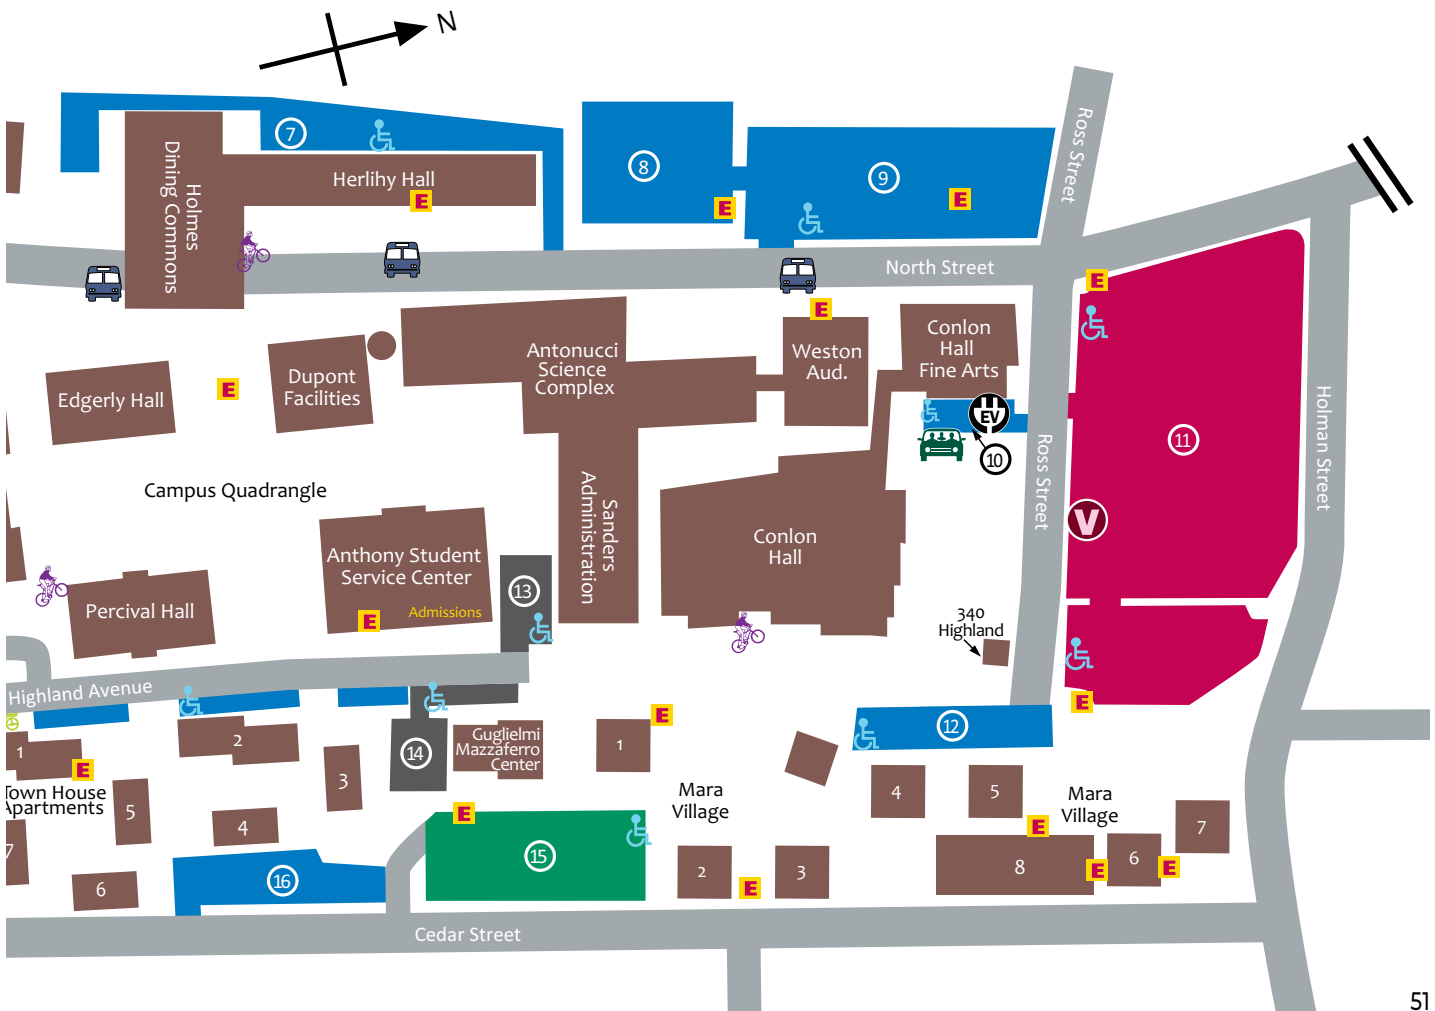 N
7
8
9
Herlihy Hall
E
E
E
Holmes
Dining Commons
Ross Street
North Street
E
E
Conlon
Hall
Fine Arts
Weston
Aud.
Antonucci
Science
Complex
Dupont
Facilities
Edgerly Hall
E
EV
10
11
Ross Street
Holman Street
Campus Quadrangle
Sanders
Administration
V
Conlon
Hall
Anthony Student
Service Center
Admissions
E
13
Percival Hall
340
Highland
Highland Avenue
E
12
E
1
2
3
14
Guglielmi
Mazzaferro
Center
1
E
Town House
Apartments
5
4
7
6
Mara
Village
4
5
Mara
Village
7
E
E
15
16
2
E
3
8
E
6
E
Cedar Street
51